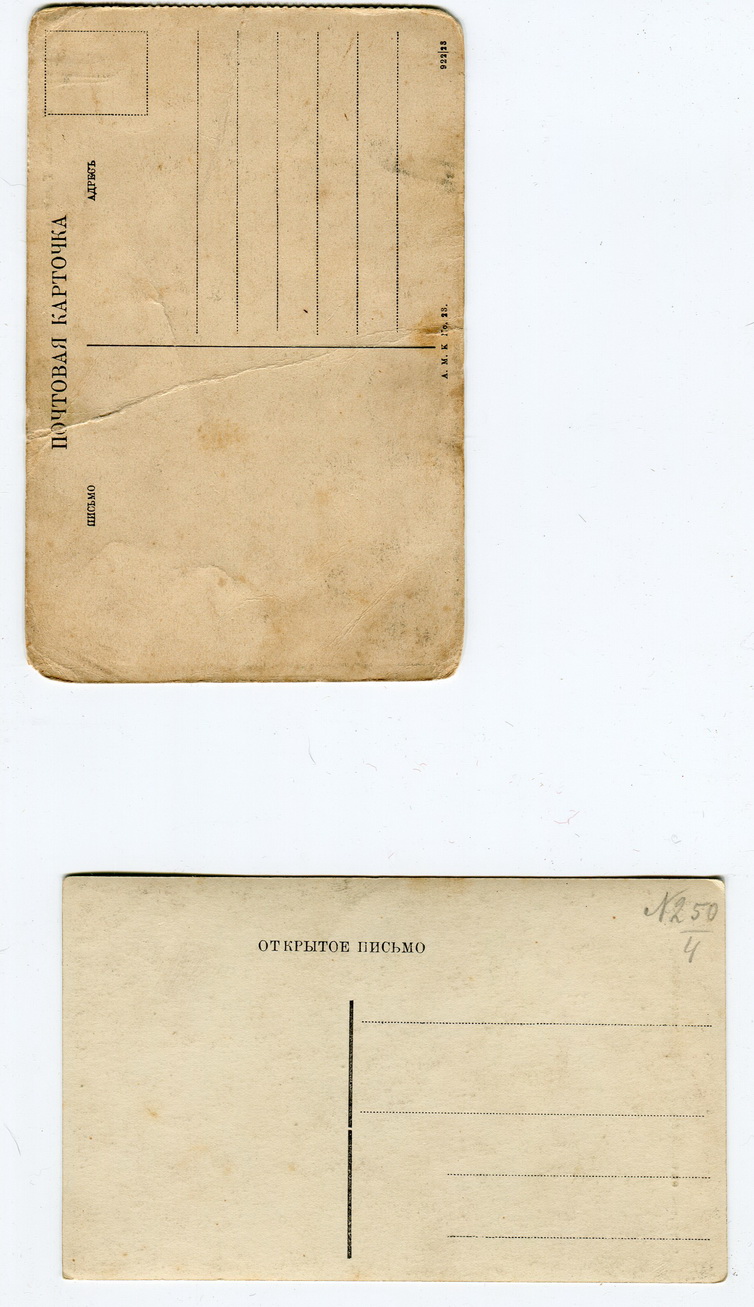 ПОЧТОВАЯ КАРТОЧКА
ПИСЬМО
АДРЕСЪ
А. М. К No. 23.
922|23
ОТКРЫТОЕ ПИСЬМО
№250
4